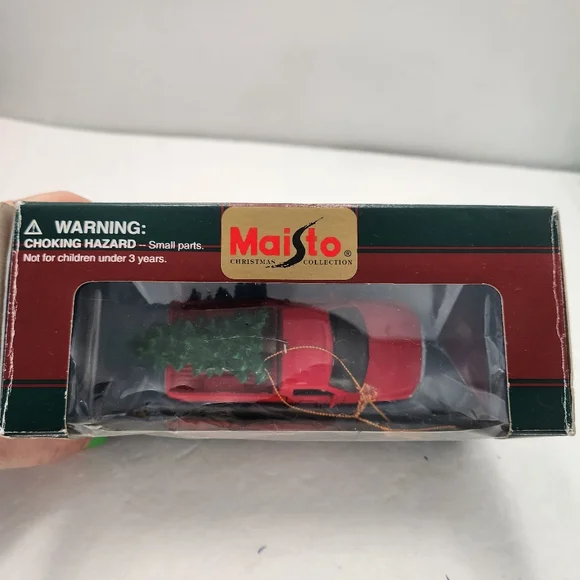 WARNING:
CHOKING HAZARD – Small parts.
Not for children under 3 years.
Maisto®
CHRISTMAS COLLECTION